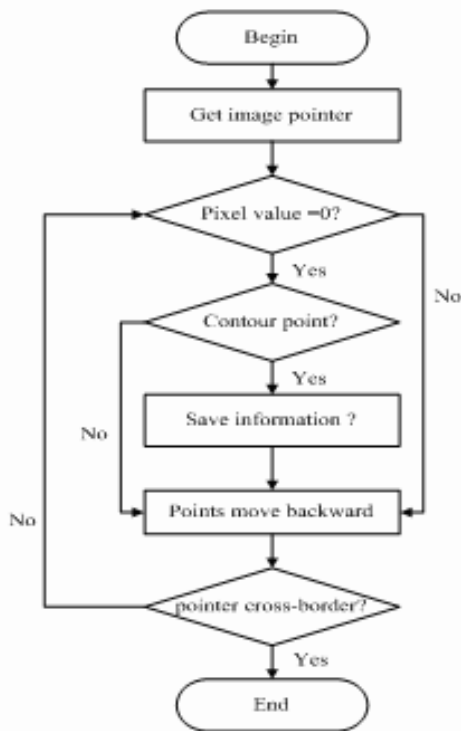 Begin
Get image pointer
Pixel value =0?
Yes
No
Contour point?
Yes
No
Save information ?
Points move backward
No
pointer cross-border?
Yes
End